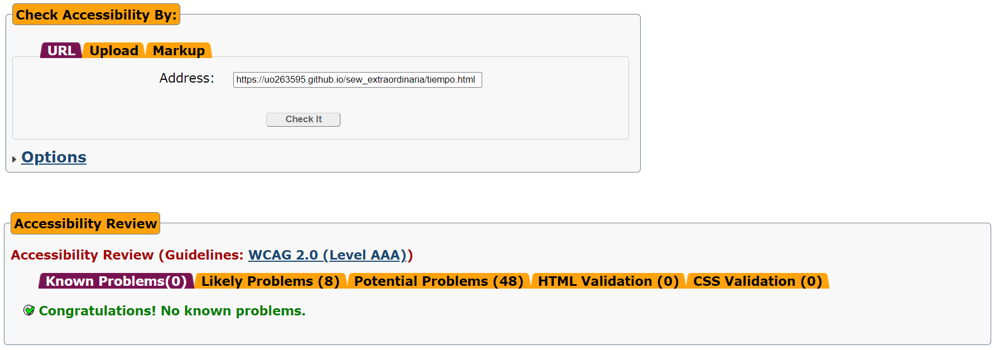 Check Accessibility By:
URL Upload Markup
Address: https://uo263595.github.io/sew_extraordinaria/tiempo.html
Check It
Options
Accessibility Review
Accessibility Review (Guidelines: WCAG 2.0 (Level AAA))
Known Problems(0) Likely Problems (8) Potential Problems (48) HTML Validation (0) CSS Validation (0)
Congratulations! No known problems.